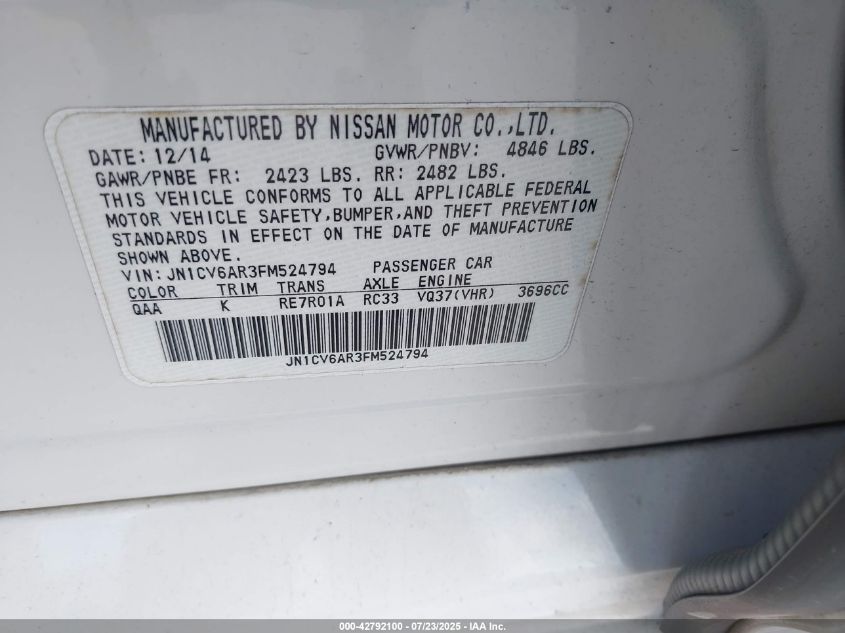 MANUFACTURED BY NISSAN MOTOR CO.,LTD.
DATE: 12/14 GVWR/PNBV: 4846 LBS.
GAWR/PNBE FR: 2423 LBS. RR: 2482 LBS.
THIS VEHICLE CONFORMS TO ALL APPLICABLE FEDERAL
MOTOR VEHICLE SAFETY,BUMPER,AND THEFT PREVENTION
STANDARDS IN EFFECT ON THE DATE OF MANUFACTURE
SHOWN ABOVE.
VIN: JN1CV6AR3FM524794 PASSENGER CAR
COLOR TRIM TRANS AXLE ENGINE
QAA K RE7R01A RC33 VQ37(VHR) 3696CC
JN1CV6AR3FM524794
000-42792100 - 07/23/2025 - IAA Inc.